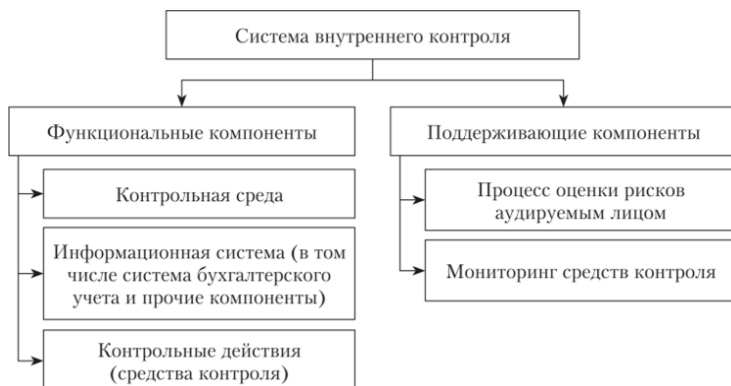 Система внутреннего контроля
Функциональные компоненты
Контрольная среда
Информационная система (в том
числе система бухгалтерского
учета и прочие компоненты)
Контрольные действия
(средства контроля)
Поддерживающие компоненты
Процесс оценки рисков
аудируемым лицом
Мониторинг средств контроля